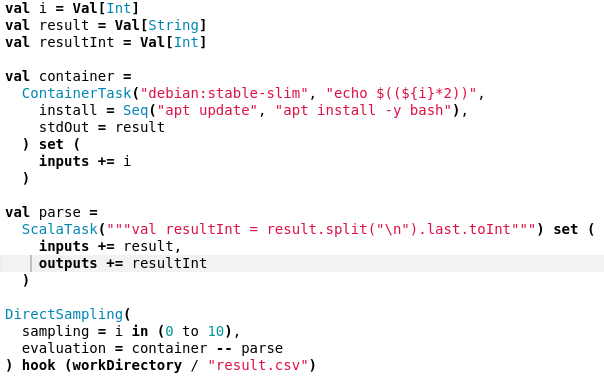 val i = Val[Int]
val result = Val[String]
val resultInt = Val[Int]

val container =
  ContainerTask("debian:stable-slim", "echo $((${i}*2))",
    install = Seq("apt update", "apt install -y bash"),
    stdOut = result
  ) set (
    inputs += i
  )

val parse =
  ScalaTask("""val resultInt = result.split("\n").last.toInt""") set (
    inputs += result,
    outputs += resultInt
  )

DirectSampling(
  sampling = i in (0 to 10),
  evaluation = container -- parse
) hook (workDirectory / "result.csv")